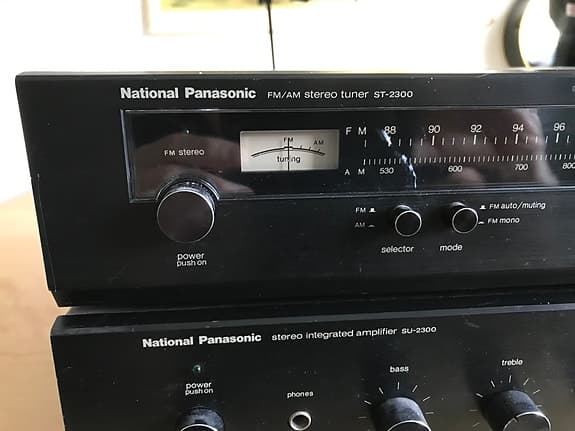 National Panasonic FM/AM stereo tuner ST-2300
FM stereo
FM AM
tuning
FM 88 90 92 94 96
AM 530 600 700 800
FM
AM
selector
mode
FM auto/muting
FM mono
power
push on
National Panasonic stereo integrated amplifier SU-2300
power
push on
phones
bass
treble